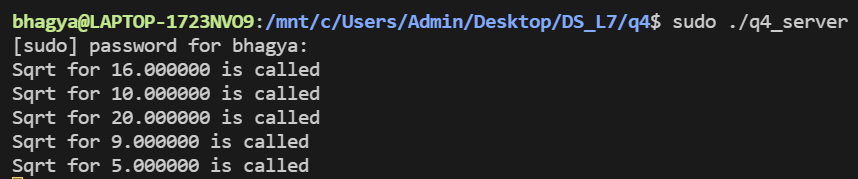 bhagya@LAPTOP-1723NVO9:/mnt/c/Users/Admin/Desktop/DS_L7/q4$ sudo ./q4_server
[sudo] password for bhagya:
Sqrt for 16.000000 is called
Sqrt for 10.000000 is called
Sqrt for 20.000000 is called
Sqrt for 9.000000 is called
Sqrt for 5.000000 is called